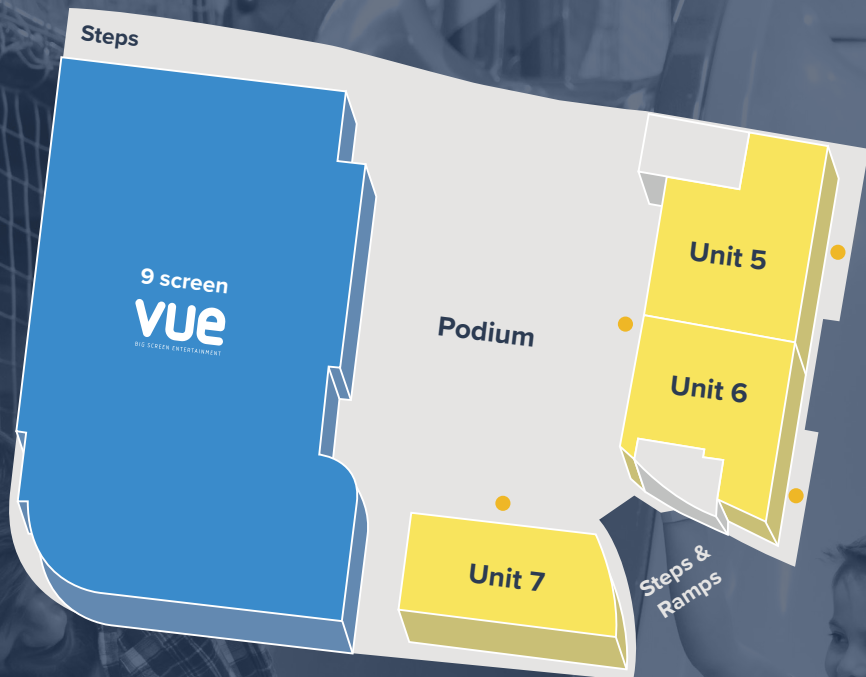 Steps
9 screen
vue
BIG SCREEN ENTERTAINMENT
Podium
Unit 5
Unit 6
Unit 7
Steps &
Ramps